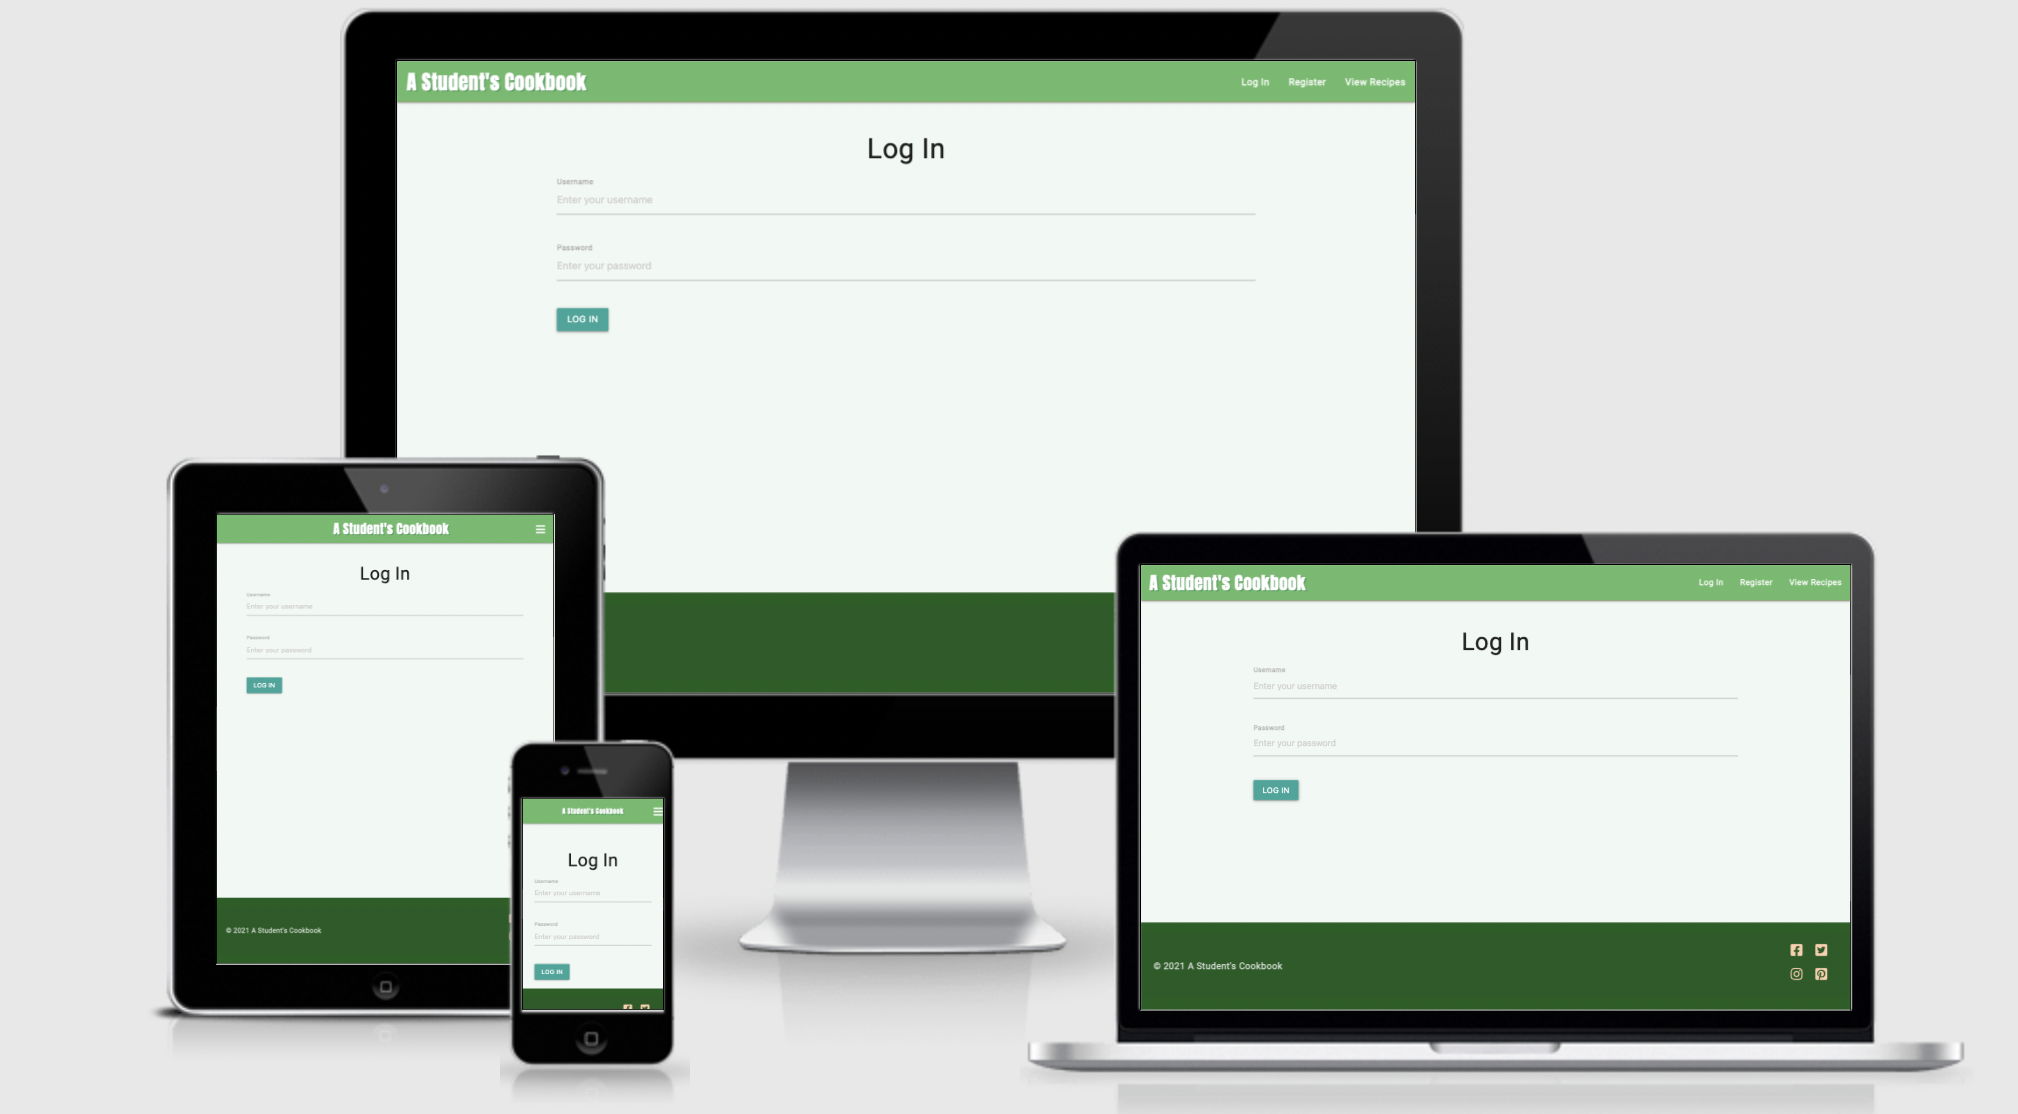 A Student's Cookbook
Log In Register View Recipes
Log In
Username
Enter your username
Password
Enter your password
LOG IN
A Student's Cookbook
Log In
Username
Enter your username
Password
Enter your password
LOG IN
© 2021 A Student's Cookbook
A Student's Cookbook
Log In
Username
Enter your username
Password
Enter your password
LOG IN
A Student's Cookbook
Log In Register View Recipes
Log In
Username
Enter your username
Password
Enter your password
LOG IN
© 2021 A Student's Cookbook